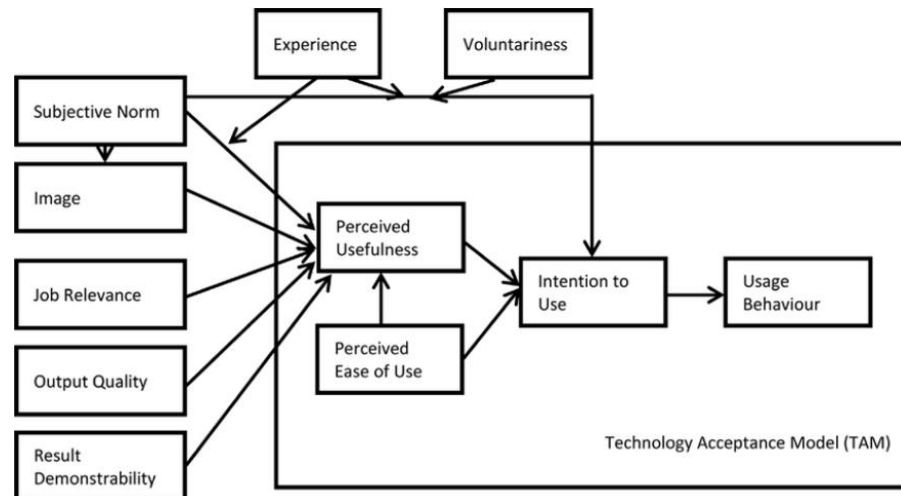 Experience
Voluntariness
Subjective Norm
Image
Perceived
Usefulness
Job Relevance
Intention to
Use
Usage
Behaviour
Perceived
Ease of Use
Output Quality
Result
Demonstrability
Technology Acceptance Model (TAM)